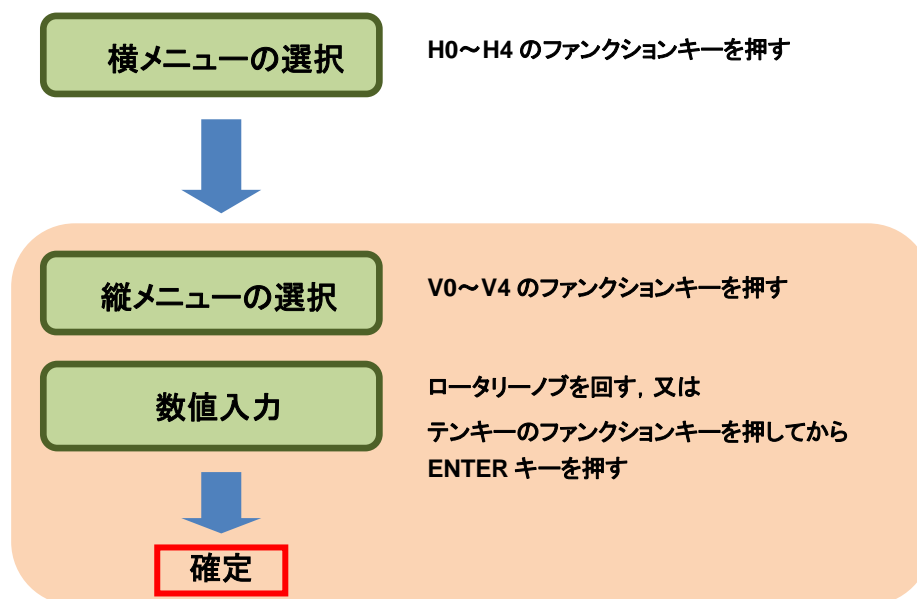 横メニューの選択
H0～H4 のファンクションキーを押す
縦メニューの選択
V0～V4 のファンクションキーを押す
数値入力
ロータリーノブを回す，又は
テンキーのファンクションキーを押してから
ENTER キーを押す
確定